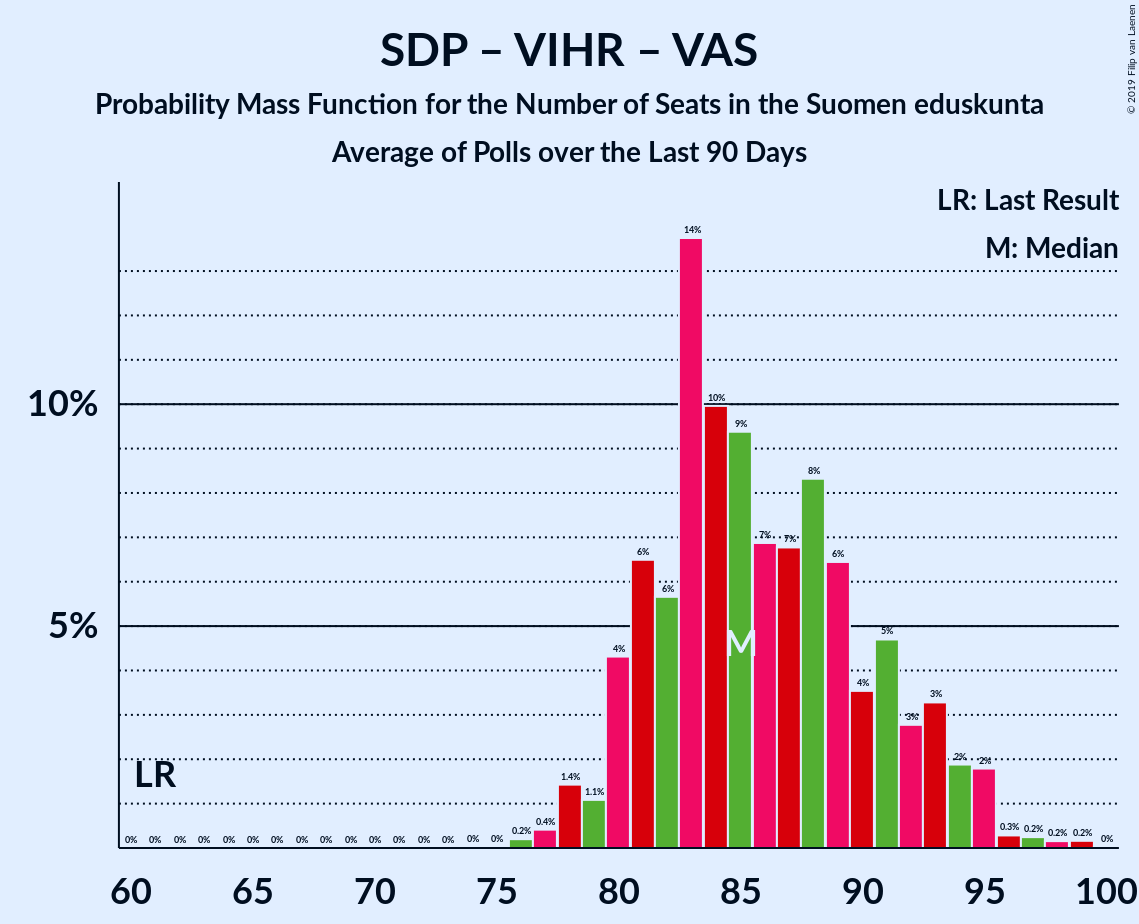 SDP – VIHR – VAS
Probability Mass Function for the Number of Seats in the Suomen eduskunta
Average of Polls over the Last 90 Days
© 2019 Filip van Laenen
LR: Last Result
M: Median
10%
5%
LR
M
0% 0% 0% 0% 0% 0% 0% 0% 0% 0% 0% 0% 0% 0% 0% 0% 0.2% 0.4% 1.4% 1.1% 4% 6% 6% 14% 10% 9% 7% 7% 8% 6% 4% 5% 3% 3% 2% 2% 0.3% 0.2% 0.2% 0.2% 0%
60 65 70 75 80 85 90 95 100